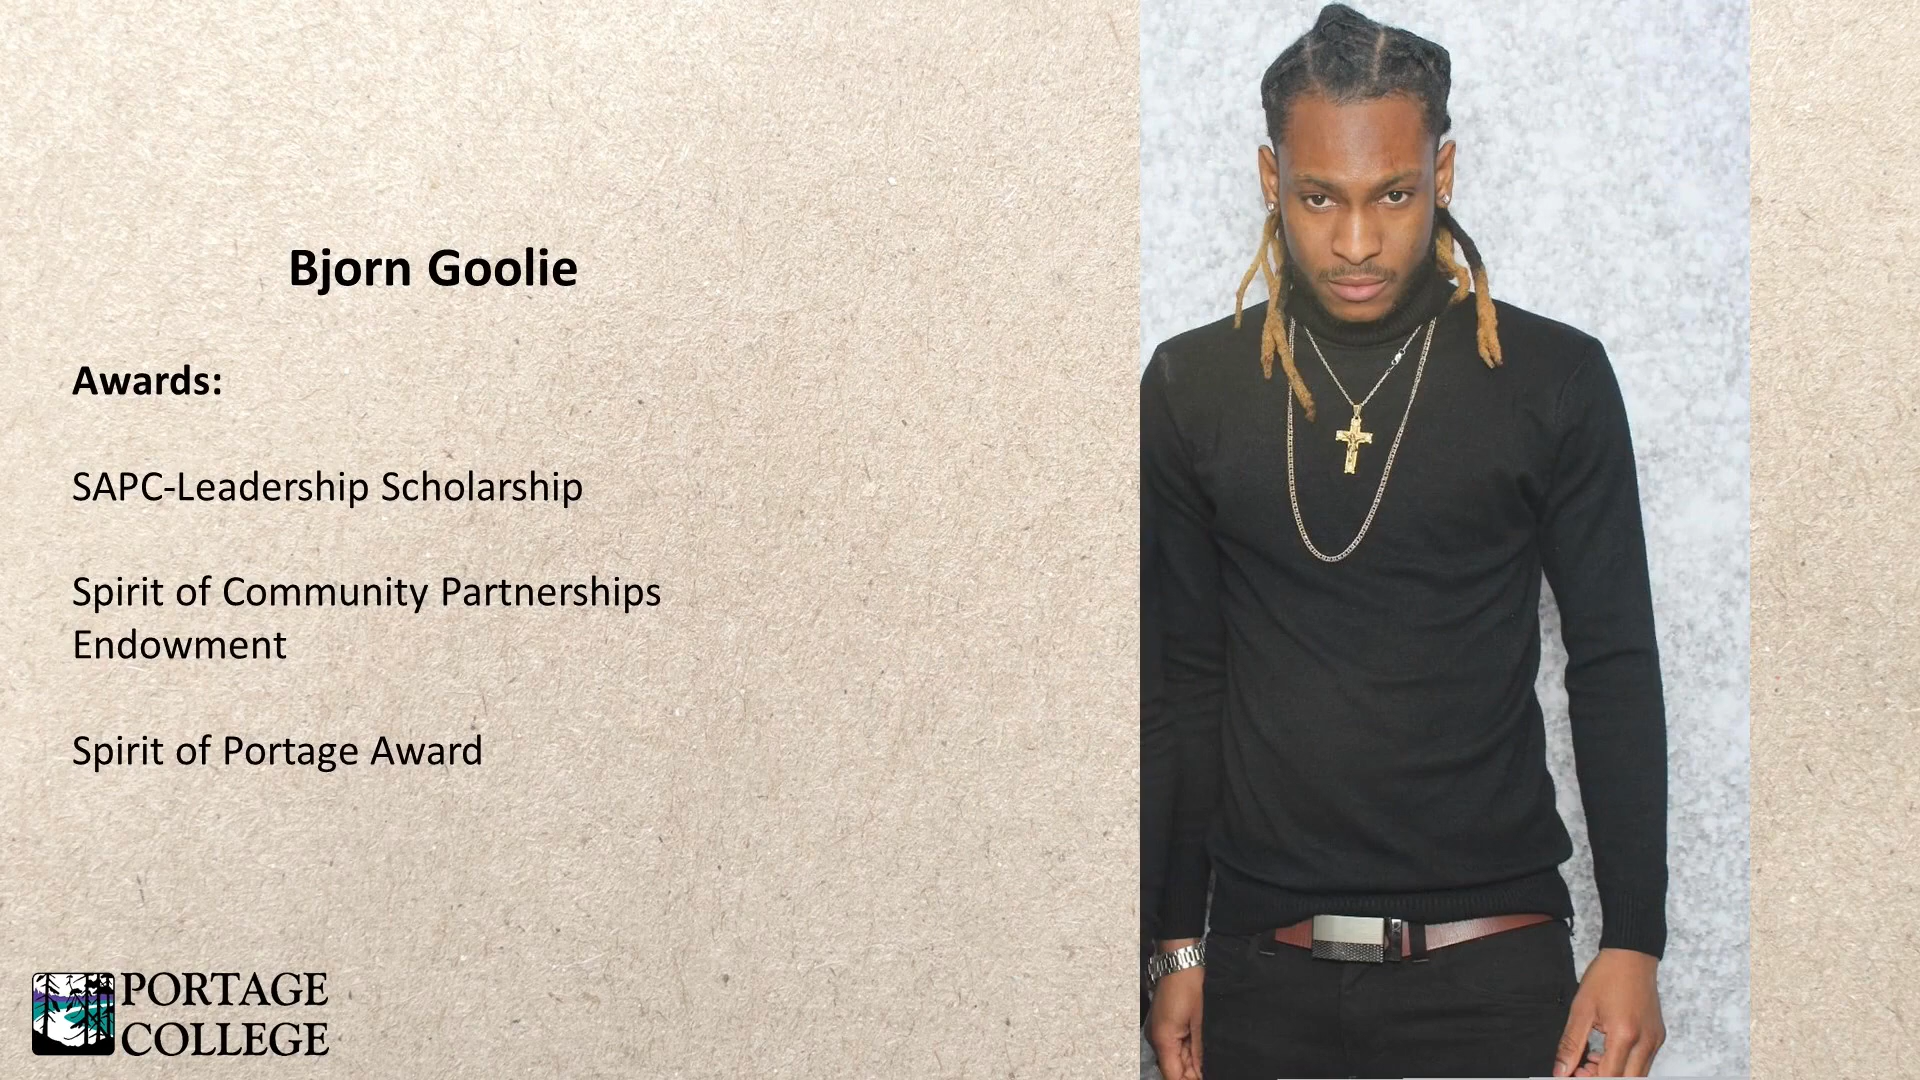 Bjorn Goolie
Awards:
SAPC-Leadership Scholarship
Spirit of Community Partnerships
Endowment
Spirit of Portage Award
PORTAGE
COLLEGE